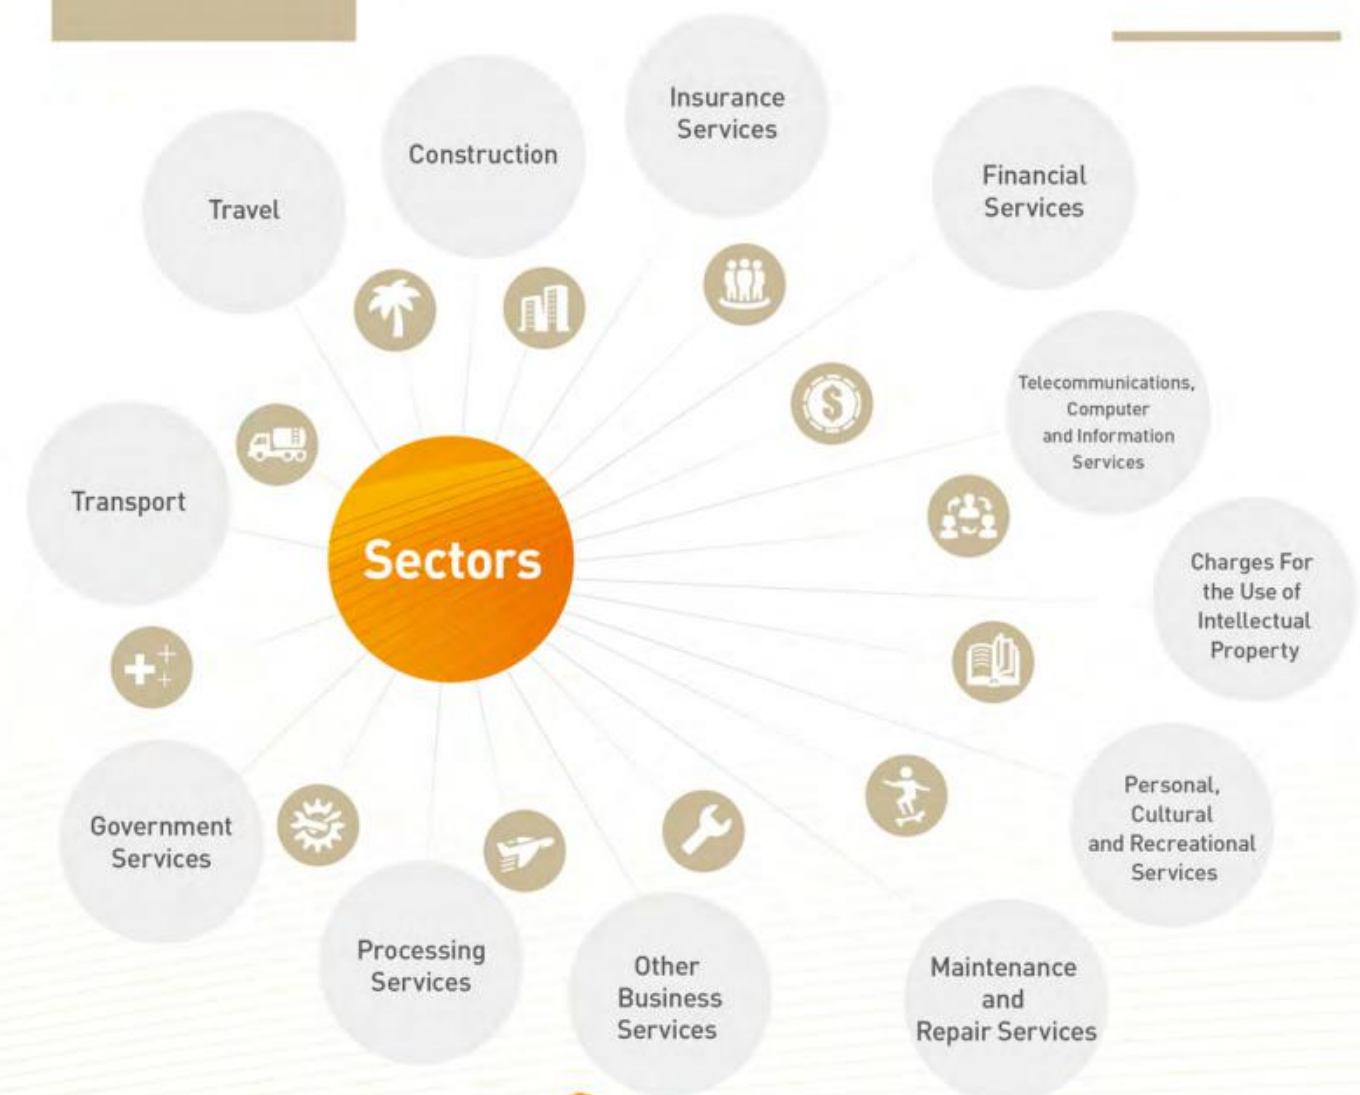 Insurance
Services
Construction
Financial
Services
Travel
Telecommunications,
Computer
and Information
Services
Transport
Sectors
Charges For
the Use of
Intellectual
Property
Personal,
Cultural
and Recreational
Services
Government
Services
Processing
Services
Other
Business
Services
Maintenance
and
Repair Services